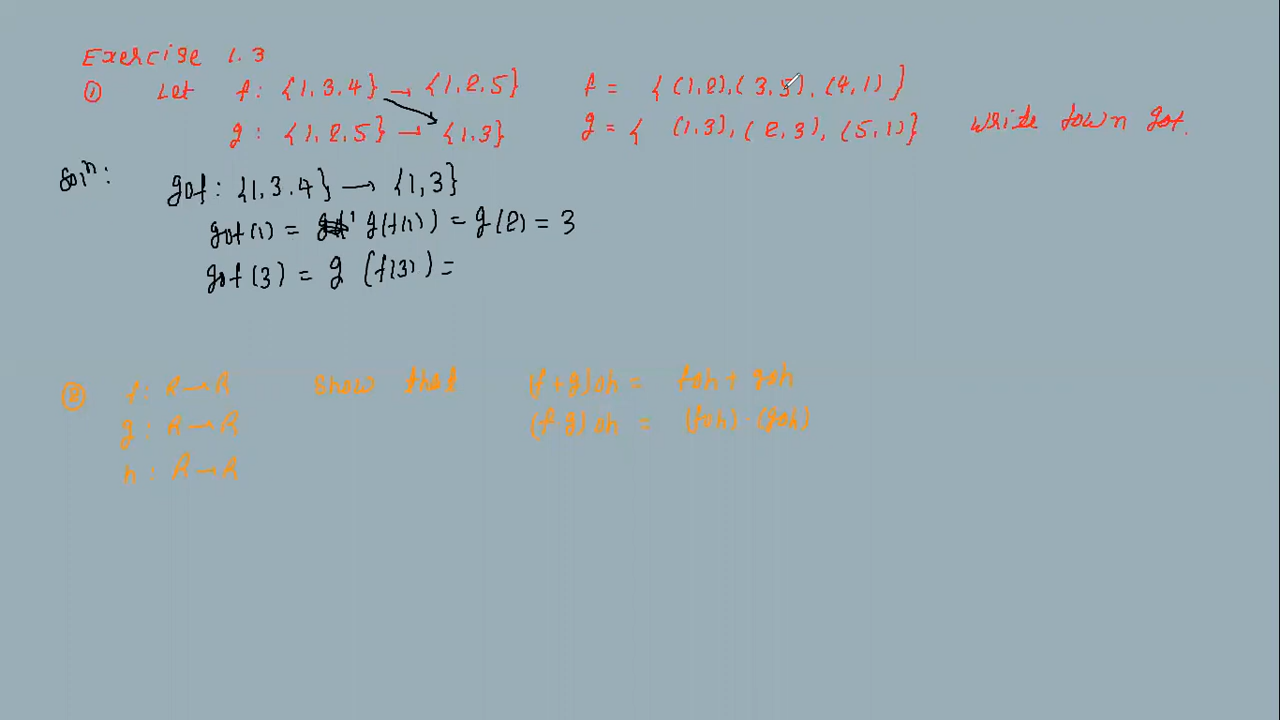 Exercise 1.3
① Let f: {1,3.4} → {1,2,5} f = { (1,2),(3,5), (4,1) }
g: {1,2,5} → {1,3} g = { (1,3), (2,3), (5,1)} write down gof.
Solⁿ:
gof : {1,3.4} → {1,3}
gof(1) = g(f(1)) = g(2) = 3
gof(3) = g (f(3)) =
② f: R→R Show that (f+g)oh = foh + goh
g: R→R (f g)oh = (foh)·(goh)
h: R→R